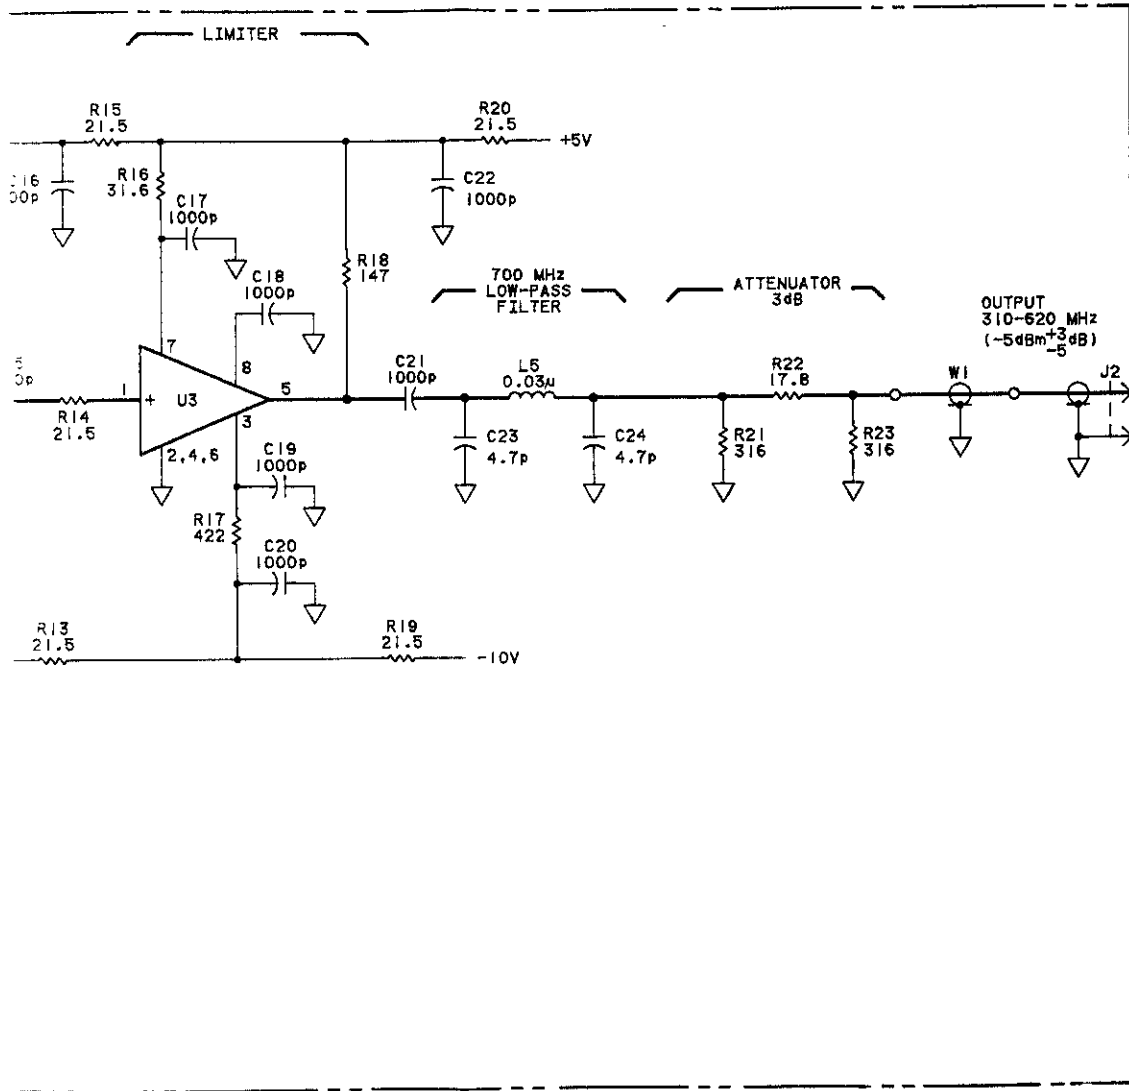 LIMITER
R15
21.5
R20
21.5
+5V
R16
31.6
C17
1000p
C22
1000p
R18
147
C18
1000p
700 MHz
LOW-PASS
FILTER
ATTENUATOR
3dB
OUTPUT
310-620 MHz
(-5dBm +3 dB)
-5
7
8
1
+
U3
5
3
2,4,6
R14
21.5
C21
1000p
L5
0.03µ
R22
17.8
W1
J2
C23
4.7p
C24
4.7p
R21
316
R23
316
C19
1000p
R17
422
C20
1000p
R13
21.5
R19
21.5
-10V